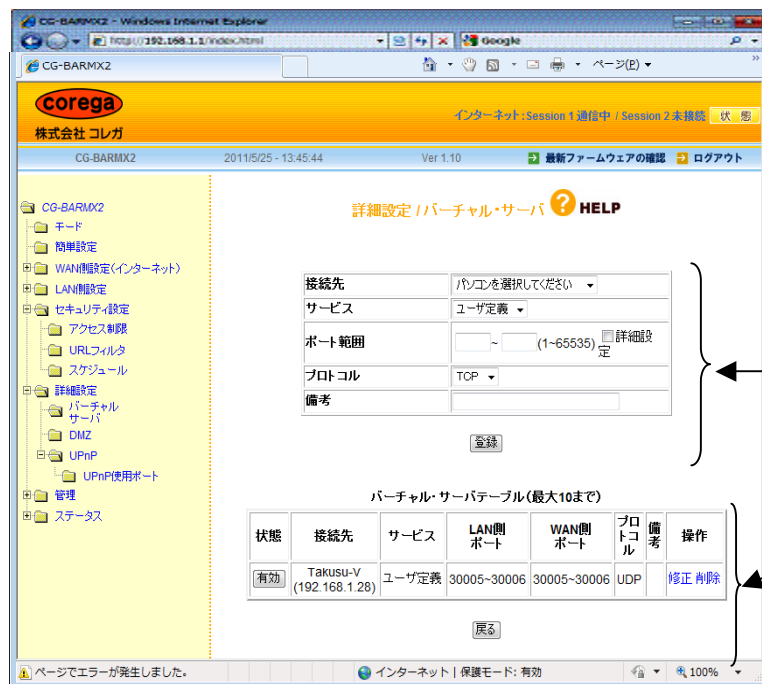 CG-BARMX2 - Windows Internet Explorer
http://192.168.1.1/index.html
Google
CG-BARMX2
ページ(P)
corega
株式会社 コレガ
インターネット:Session 1 通信中 / Session 2 未接続
状 態
CG-BARMX2
2011/5/25 - 13:45:44
Ver 1.10
最新ファームウェアの確認
ログアウト
CG-BARMX2
モード
簡単設定
WAN側設定(インターネット)
LAN側設定
セキュリティ設定
アクセス制限
URLフィルタ
スケジュール
詳細設定
バーチャル
サーバ
DMZ
UPnP
UPnP使用ポート
管理
ステータス
詳細設定 / バーチャル・サーバ ? HELP
接続先 パソコンを選択してください
サービス ユーザ定義
ポート範囲 ~ (1~65535) 詳細設
定
プロトコル TCP
備考
登録
バーチャル・サーバテーブル(最大10まで)
状態 接続先 サービス LAN側
ポート WAN側
ポート プロ
トコ
ル 備
考 操作
有効 Takusu-V
(192.168.1.28) ユーザ定義 30005~30006 30005~30006 UDP 修正 削除
戻る
ページでエラーが発生しました。
インターネット | 保護モード: 有効
100%